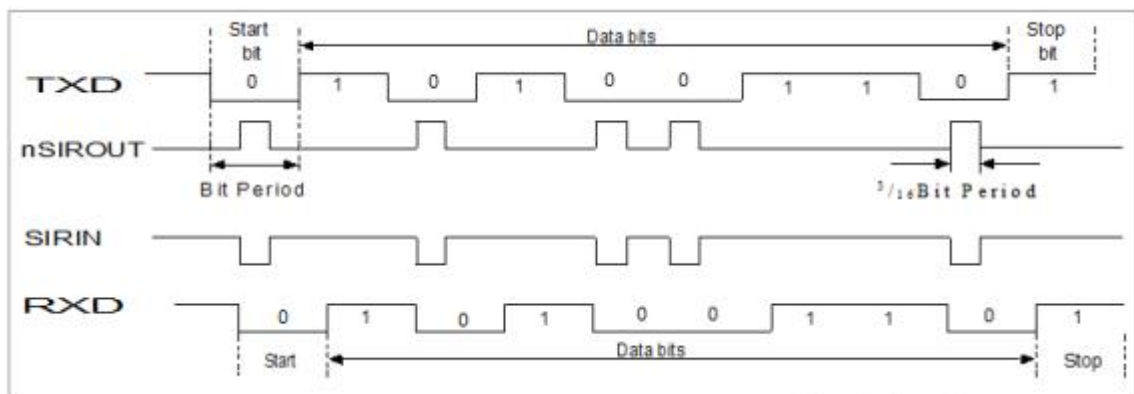 Start
bit
Data bits
Stop
bit
TXD
0 1 0 1 0 0 1 1 0 1
nSIROUT
Bit Period
3/16Bit Period
SIRIN
RXD
0 1 0 1 0 0 1 1 0 1
Start
Data bits
Stop